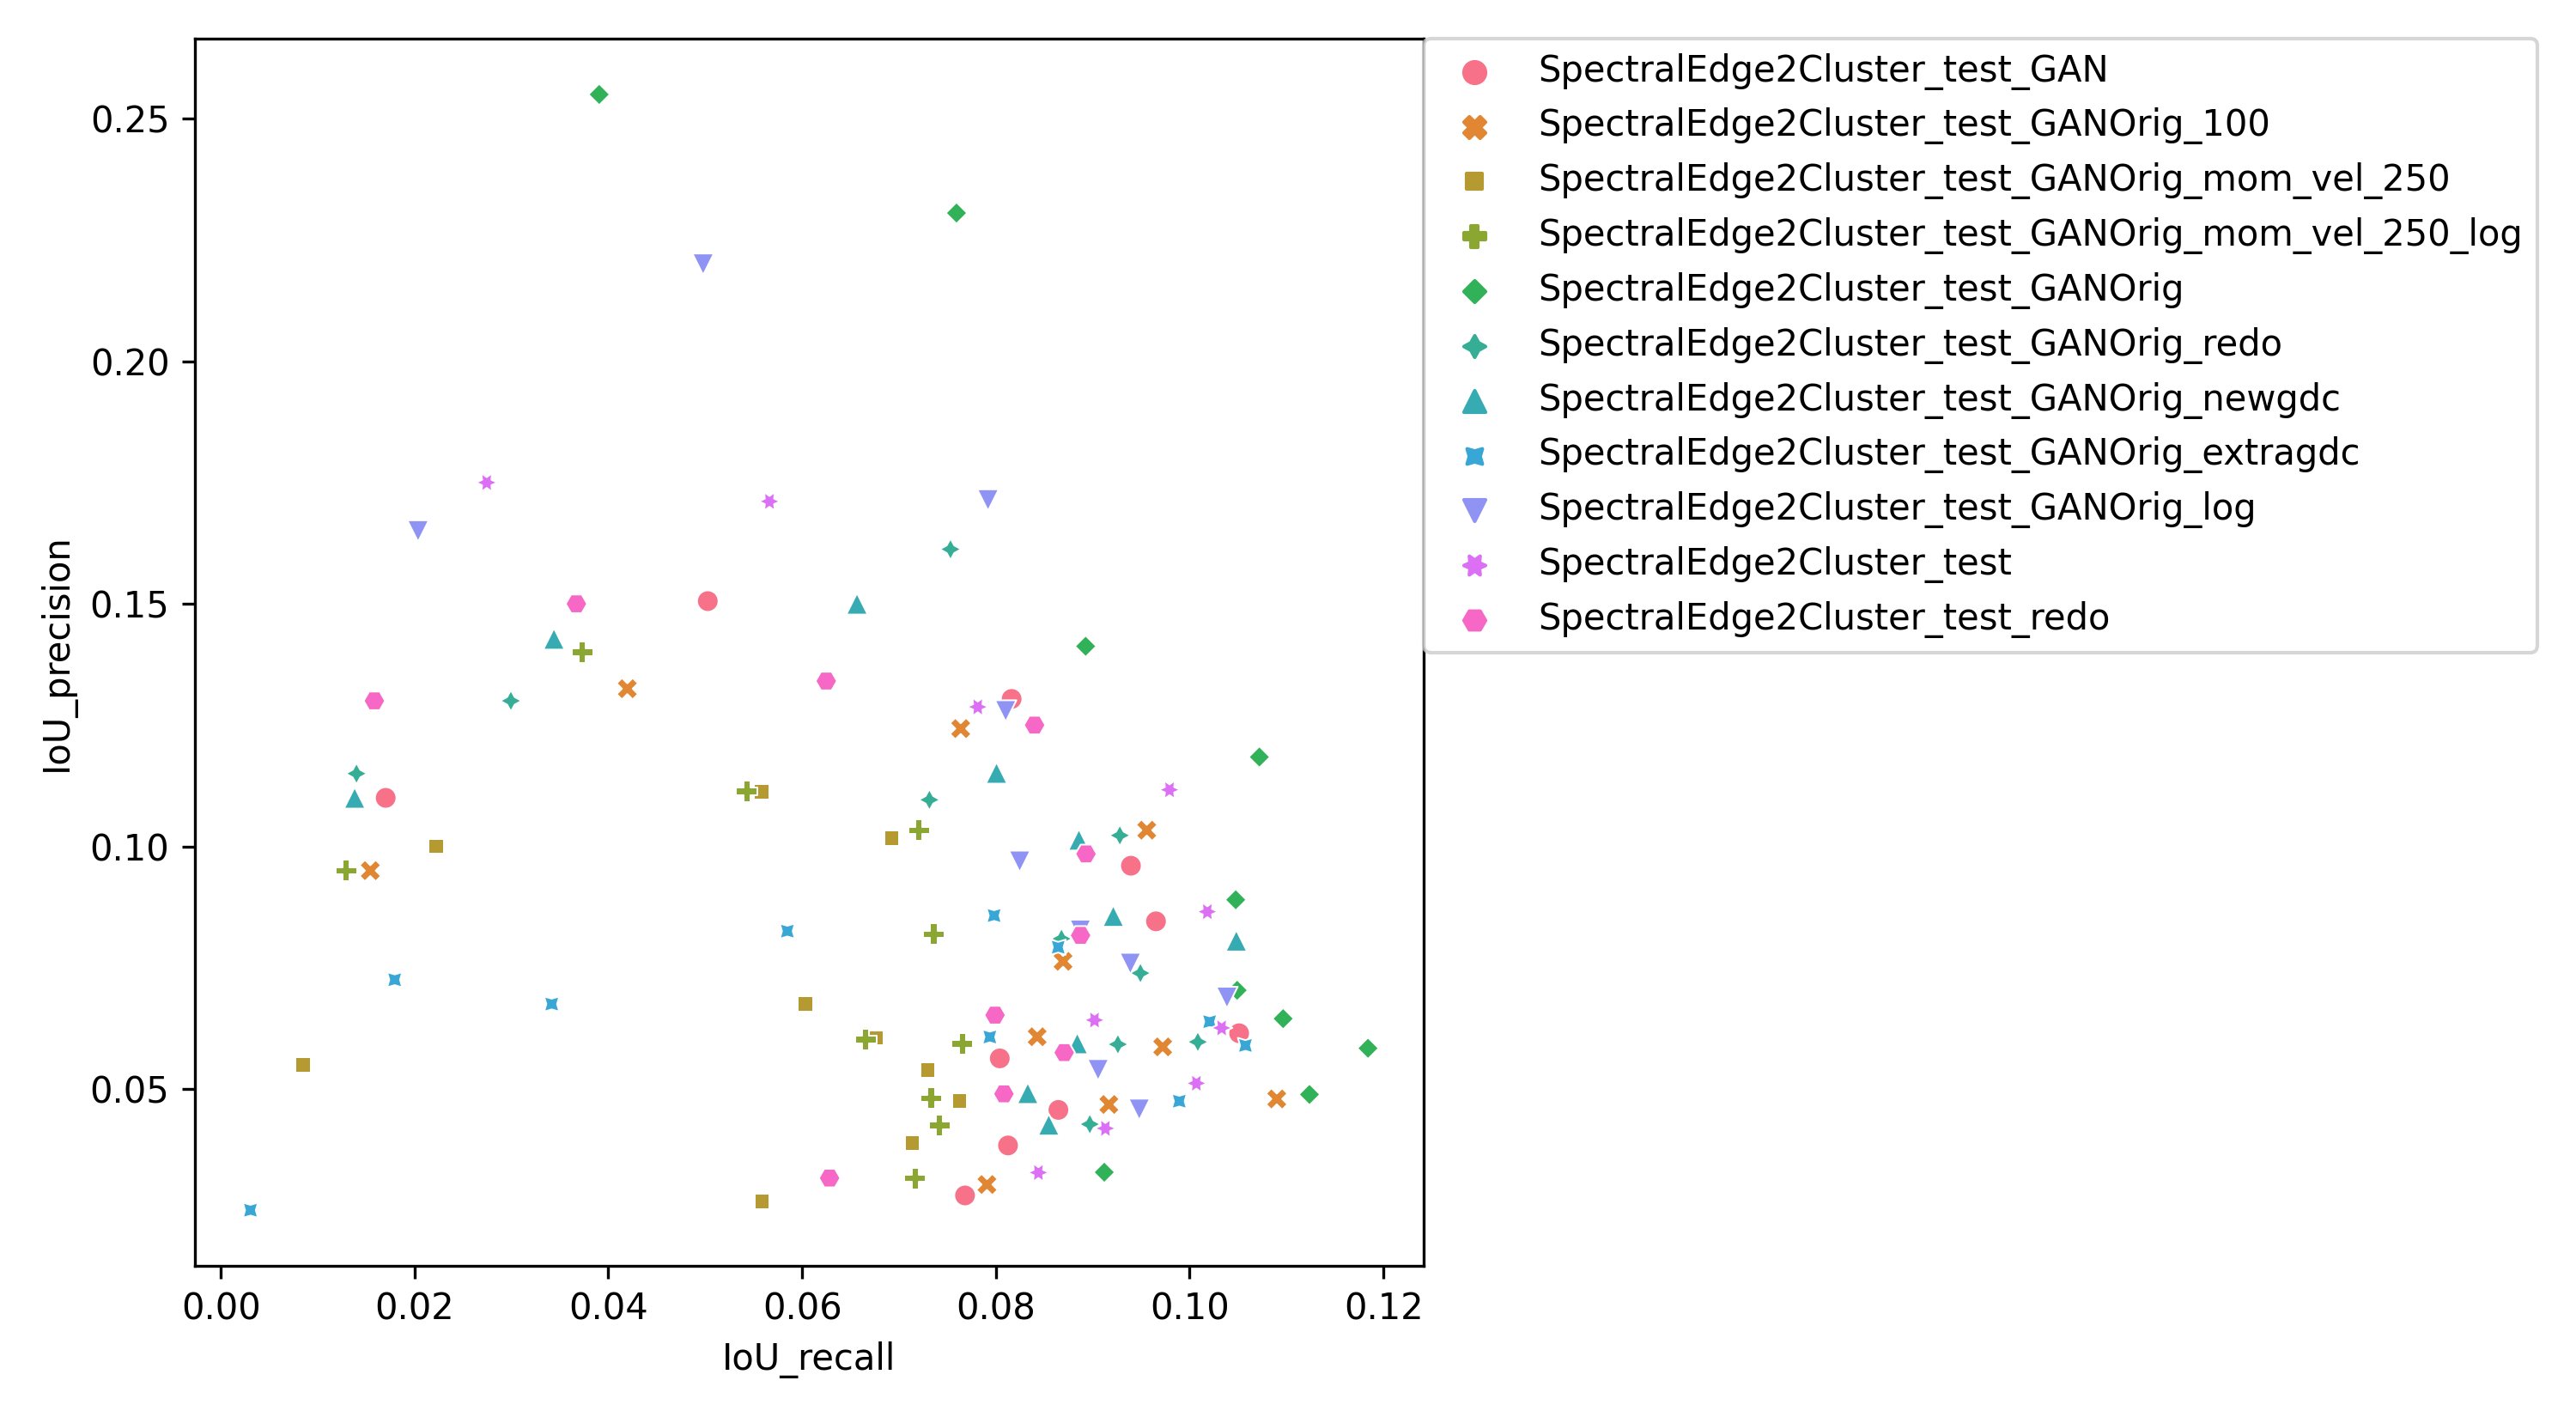 0.25
0.20
0.15
0.10
0.05
IoU_precision
0.00 0.02 0.04 0.06 0.08 0.10 0.12
IoU_recall
SpectralEdge2Cluster_test_GAN
SpectralEdge2Cluster_test_GANOrig_100
SpectralEdge2Cluster_test_GANOrig_mom_vel_250
SpectralEdge2Cluster_test_GANOrig_mom_vel_250_log
SpectralEdge2Cluster_test_GANOrig
SpectralEdge2Cluster_test_GANOrig_redo
SpectralEdge2Cluster_test_GANOrig_newgdc
SpectralEdge2Cluster_test_GANOrig_extragdc
SpectralEdge2Cluster_test_GANOrig_log
SpectralEdge2Cluster_test
SpectralEdge2Cluster_test_redo